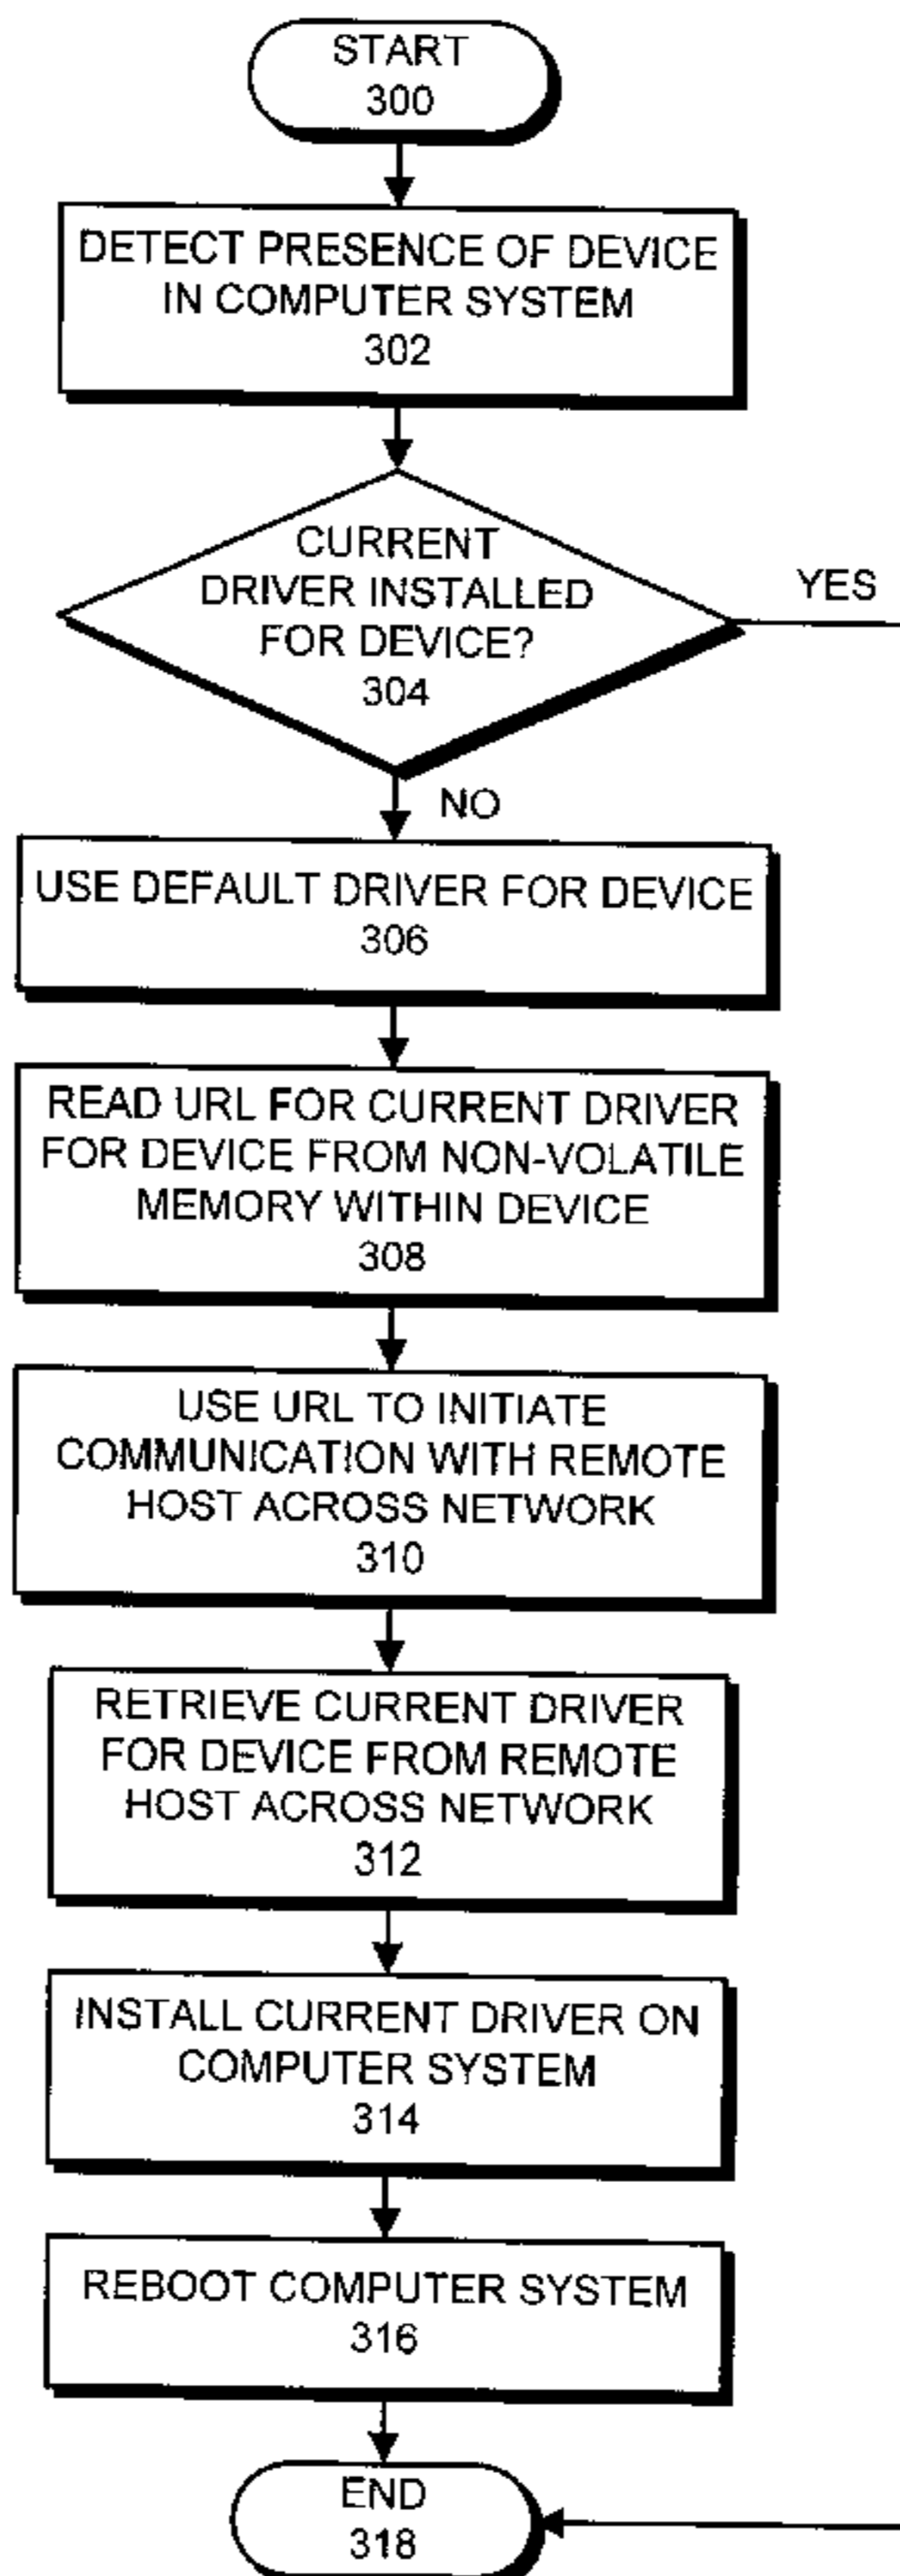 START
300
DETECT PRESENCE OF DEVICE
IN COMPUTER SYSTEM
302
CURRENT
DRIVER INSTALLED
FOR DEVICE?
304
YES
NO
USE DEFAULT DRIVER FOR DEVICE
306
READ URL FOR CURRENT DRIVER
FOR DEVICE FROM NON-VOLATILE
MEMORY WITHIN DEVICE
308
USE URL TO INITIATE
COMMUNICATION WITH REMOTE
HOST ACROSS NETWORK
310
RETRIEVE CURRENT DRIVER
FOR DEVICE FROM REMOTE
HOST ACROSS NETWORK
312
INSTALL CURRENT DRIVER ON
COMPUTER SYSTEM
314
REBOOT COMPUTER SYSTEM
316
END
318